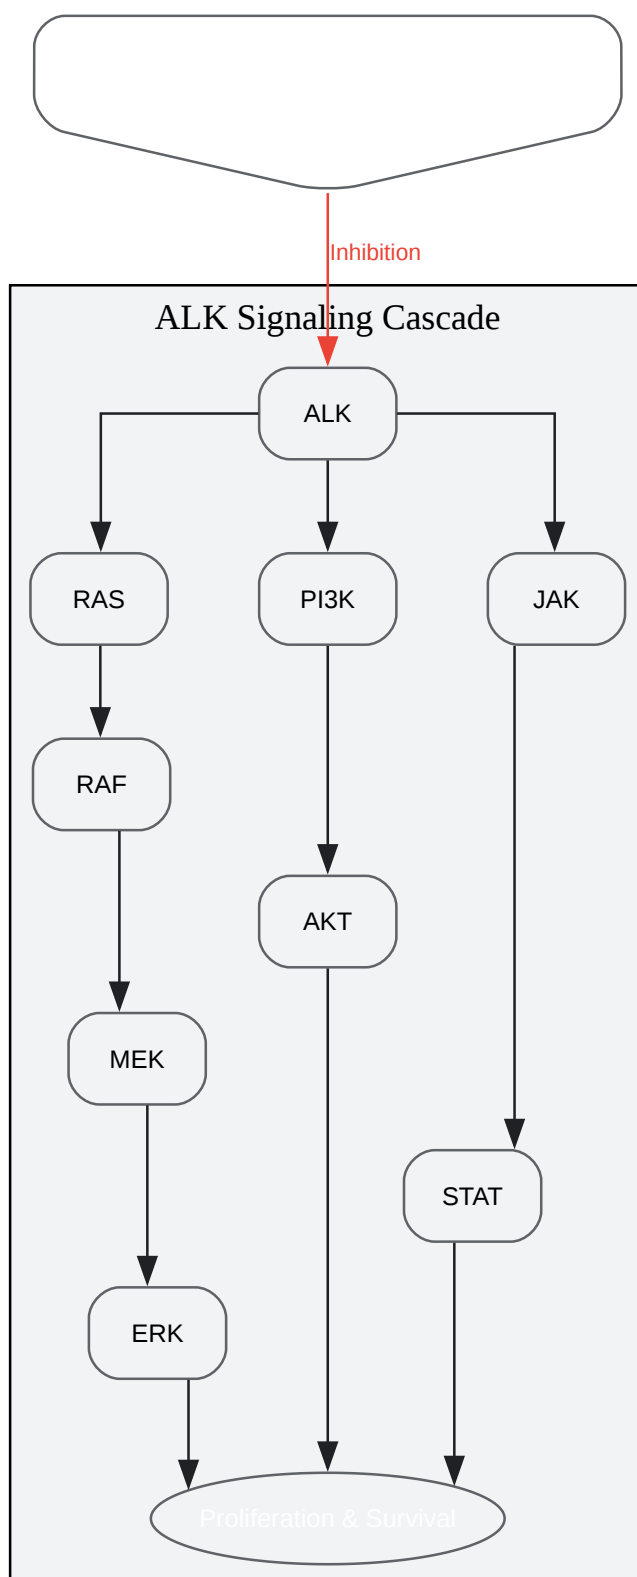 Inhibition
ALK Signaling Cascade
ALK
RAS
PI3K
JAK
RAF
AKT
MEK
STAT
ERK
Proliferation & Survival